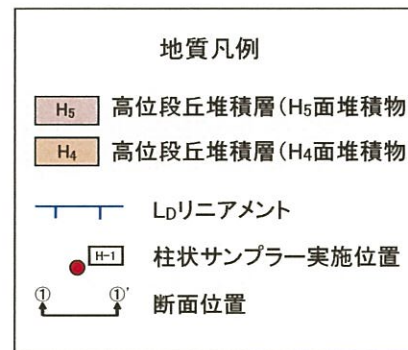 地質凡例
H5 高位段丘堆積層(H5面堆積物
H4 高位段丘堆積層(H4面堆積物
LDリニアメント
H-1 柱状サンプラー実施位置
① ①' 断面位置